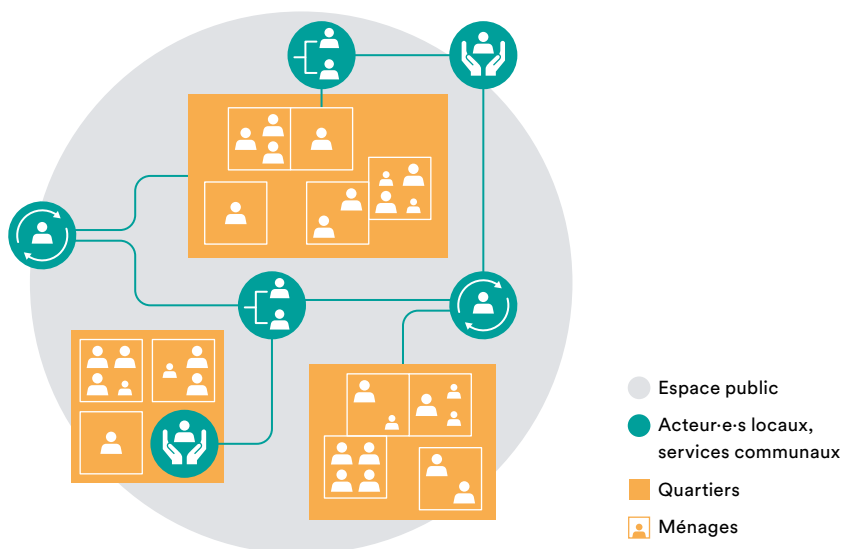 Espace public
Acteur·e·s locaux,
services communaux
Quartiers
Ménages